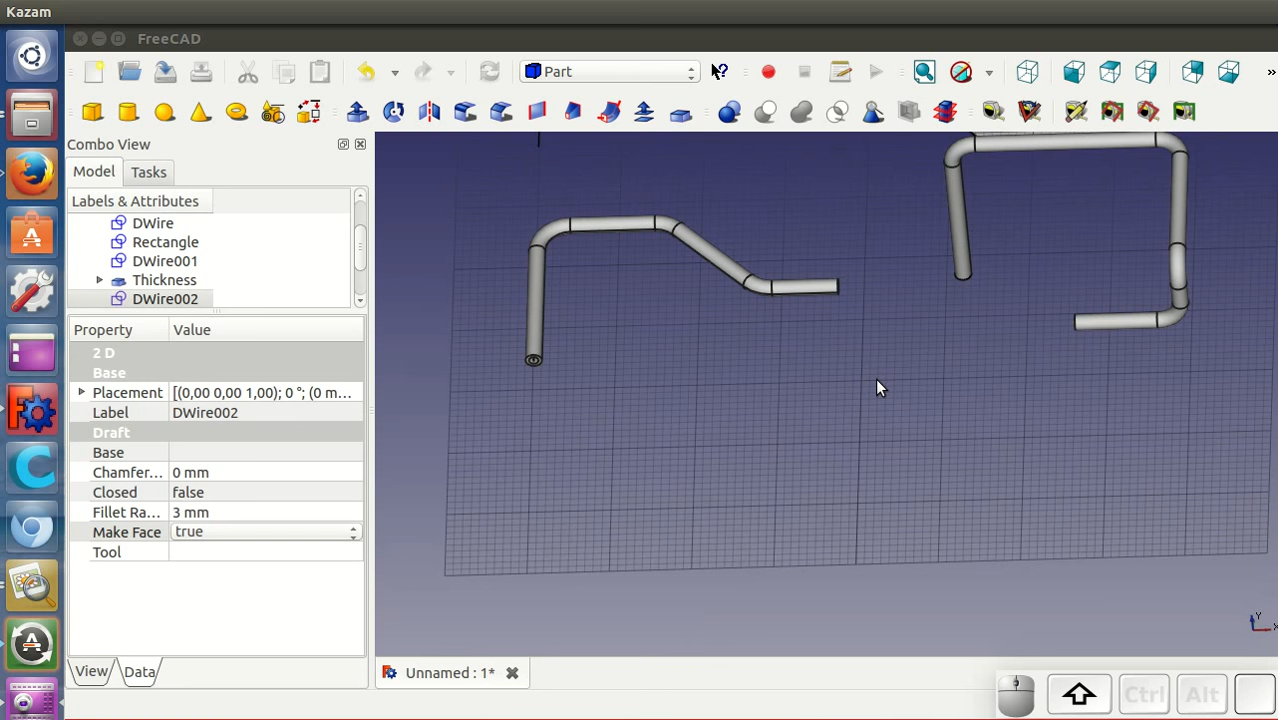 Kazam
FreeCAD
Part
»
Combo View
Model
Tasks
Labels & Attributes
DWire
Rectangle
DWire001
Thickness
DWire002
Property Value
2 D
Base
Placement [(0,00 0,00 1,00); 0 °; (0 m...
Label DWire002
Draft
Base
Chamfer... 0 mm
Closed false
Fillet Ra... 3 mm
Make Face true
Tool
View
Data
Unnamed : 1*
Y
X
Ctrl
Alt